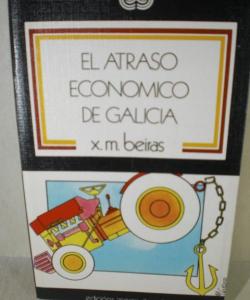 EL ATRASO
ECONOMICO
DE GALICIA
x. m. beiras